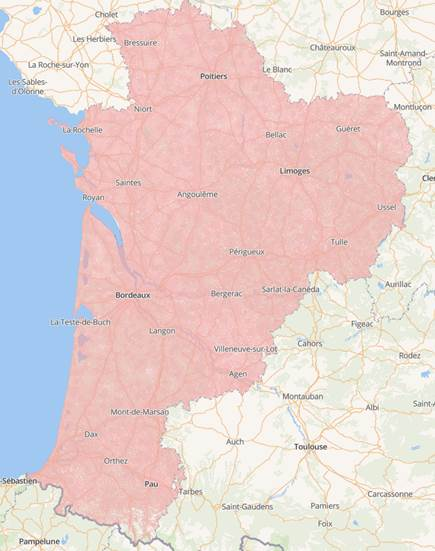 Cholet
Bourges
Les Herbiers
Bressuire
Châteauroux
Saint-Amand-
Montrond
La Roche-sur-Yon
Poitiers
Le Blanc
Les Sables-
d'Olonne
Niort
Montluçon
La Rochelle
Bellac
Guéret
Limoges
Cler
Saintes
Angoulême
Royan
Ussel
Tulle
Périgueux
Aurillac
Bordeaux
Bergerac
Sarlat-la-Canéda
La Teste-de-Buch
Langon
Figeac
Cahors
Villeneuve-sur-Lot
Rodez
Agen
Montauban
Mont-de-Marsan
Albi
Saint-A
Dax
Auch
Toulouse
Orthez
-Sébastien
Pau
Tarbes
Carcassonne
Saint-Gaudens
Pamiers
Foix
Pampelune